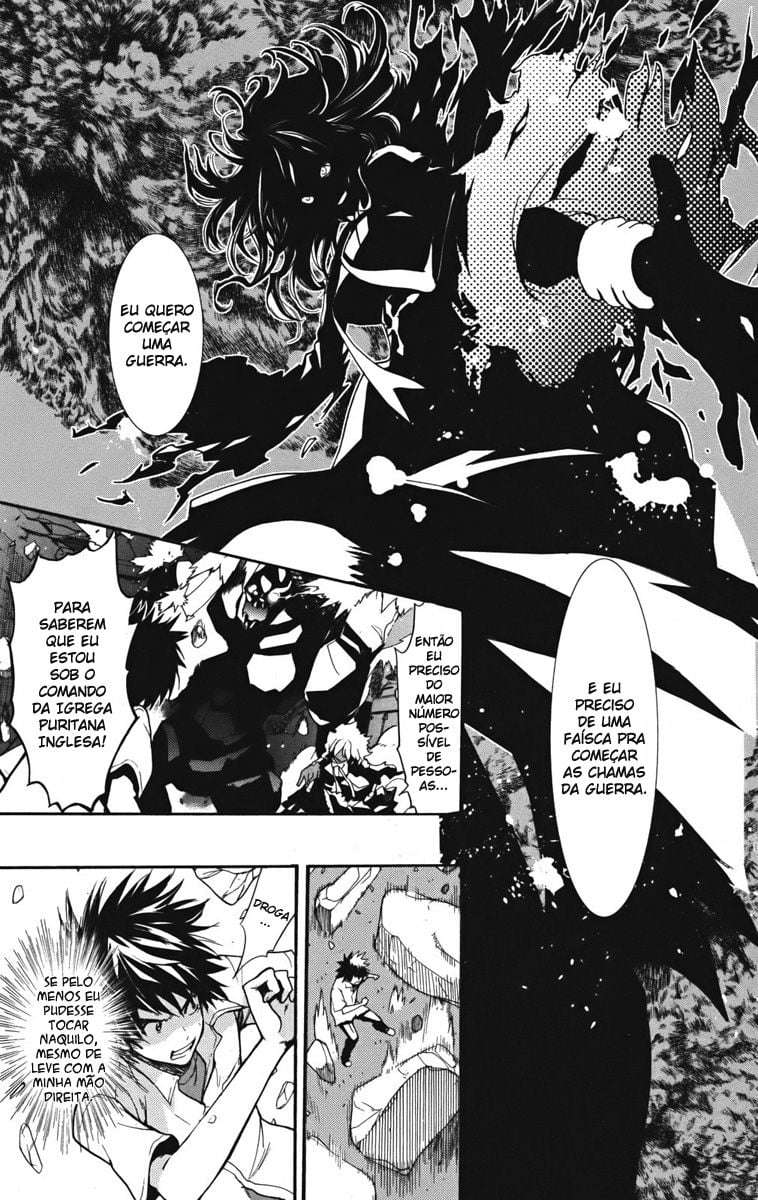 EU QUERO
COMEÇAR
UMA
GUERRA.
E EU
PRECISO
DE UMA
FAÍSCA PRA
COMEÇAR
AS CHAMAS
DA GUERRA.
ENTÃO
EU
PRECISO
DO
MAIOR
NÚMERO
POS-
SÍVEL
DE
PESSO-
AS...
PARA
SABEREM
QUE EU
ESTOU
SOB O
COMANDO
DA IGREGA
PURITANA
INGLESA!
DROGA
...
SE PELO
MENOS EU
PUDESSE
TOCAR
NAQUILO,
MESMO DE
LEVE COM A
MINHA MÃO
DIREITA.